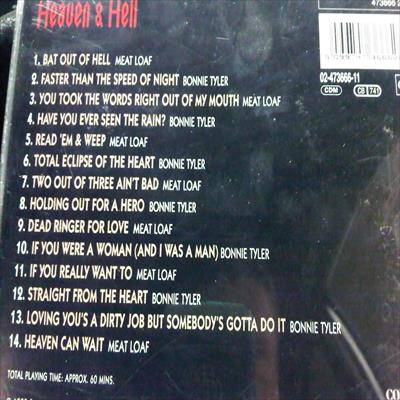 Heaven & Hell
473666 2
02-473666-11
CDM
CB 741
1. BAT OUT OF HELL MEAT LOAF
2. FASTER THAN THE SPEED OF NIGHT BONNIE TYLER
3. YOU TOOK THE WORDS RIGHT OUT OF MY MOUTH MEAT LOAF
4. HAVE YOU EVER SEEN THE RAIN? BONNIE TYLER
5. READ 'EM & WEEP MEAT LOAF
6. TOTAL ECLIPSE OF THE HEART BONNIE TYLER
7. TWO OUT OF THREE AIN'T BAD MEAT LOAF
8. HOLDING OUT FOR A HERO BONNIE TYLER
9. DEAD RINGER FOR LOVE MEAT LOAF
10. IF YOU WERE A WOMAN (AND I WAS A MAN) BONNIE TYLER
11. IF YOU REALLY WANT TO MEAT LOAF
12. STRAIGHT FROM THE HEART BONNIE TYLER
13. LOVING YOU'S A DIRTY JOB BUT SOMEBODY'S GOTTA DO IT BONNIE TYLER
14. HEAVEN CAN WAIT MEAT LOAF
TOTAL PLAYING TIME: APPROX. 60 MINS.